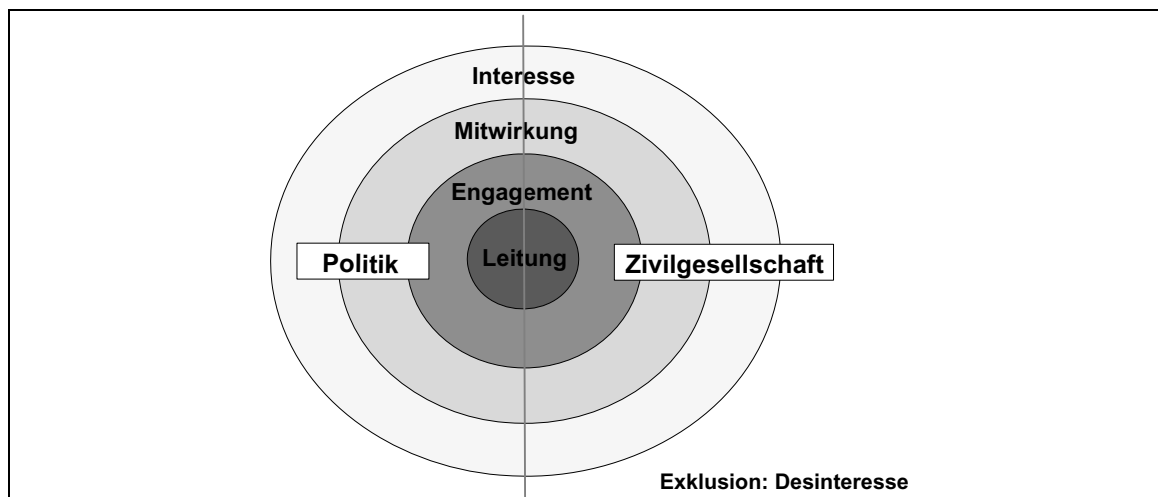 Interesse
Mitwirkung
Engagement
Leitung
Politik
Zivilgesellschaft
Exklusion: Desinteresse